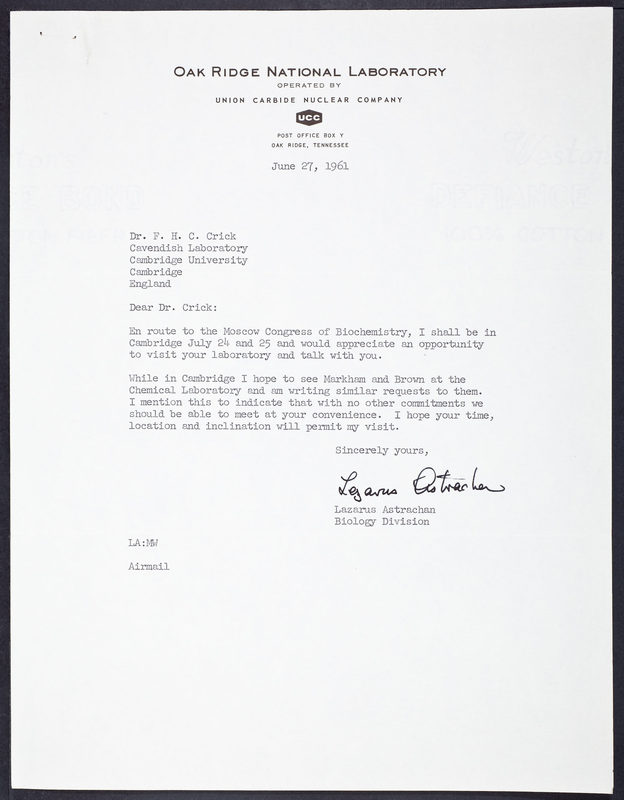 OAK RIDGE NATIONAL LABORATORY
OPERATED BY
UNION CARBIDE NUCLEAR COMPANY
UCC
POST OFFICE BOX Y
OAK RIDGE, TENNESSEE
June 27, 1961
Dr. F. H. C. Crick
Cavendish Laboratory
Cambridge University
Cambridge
England
Dear Dr. Crick:
En route to the Moscow Congress of Biochemistry, I shall be in
Cambridge July 24 and 25 and would appreciate an opportunity
to visit your laboratory and talk with you.
While in Cambridge I hope to see Markham and Brown at the
Chemical Laboratory and am writing similar requests to them.
I mention this to indicate that with no other commitments we
should be able to meet at your convenience. I hope your time,
location and inclination will permit my visit.
Sincerely yours,
Lazarus Astrachan
Lazarus Astrachan
Biology Division
LA:MW
Airmail